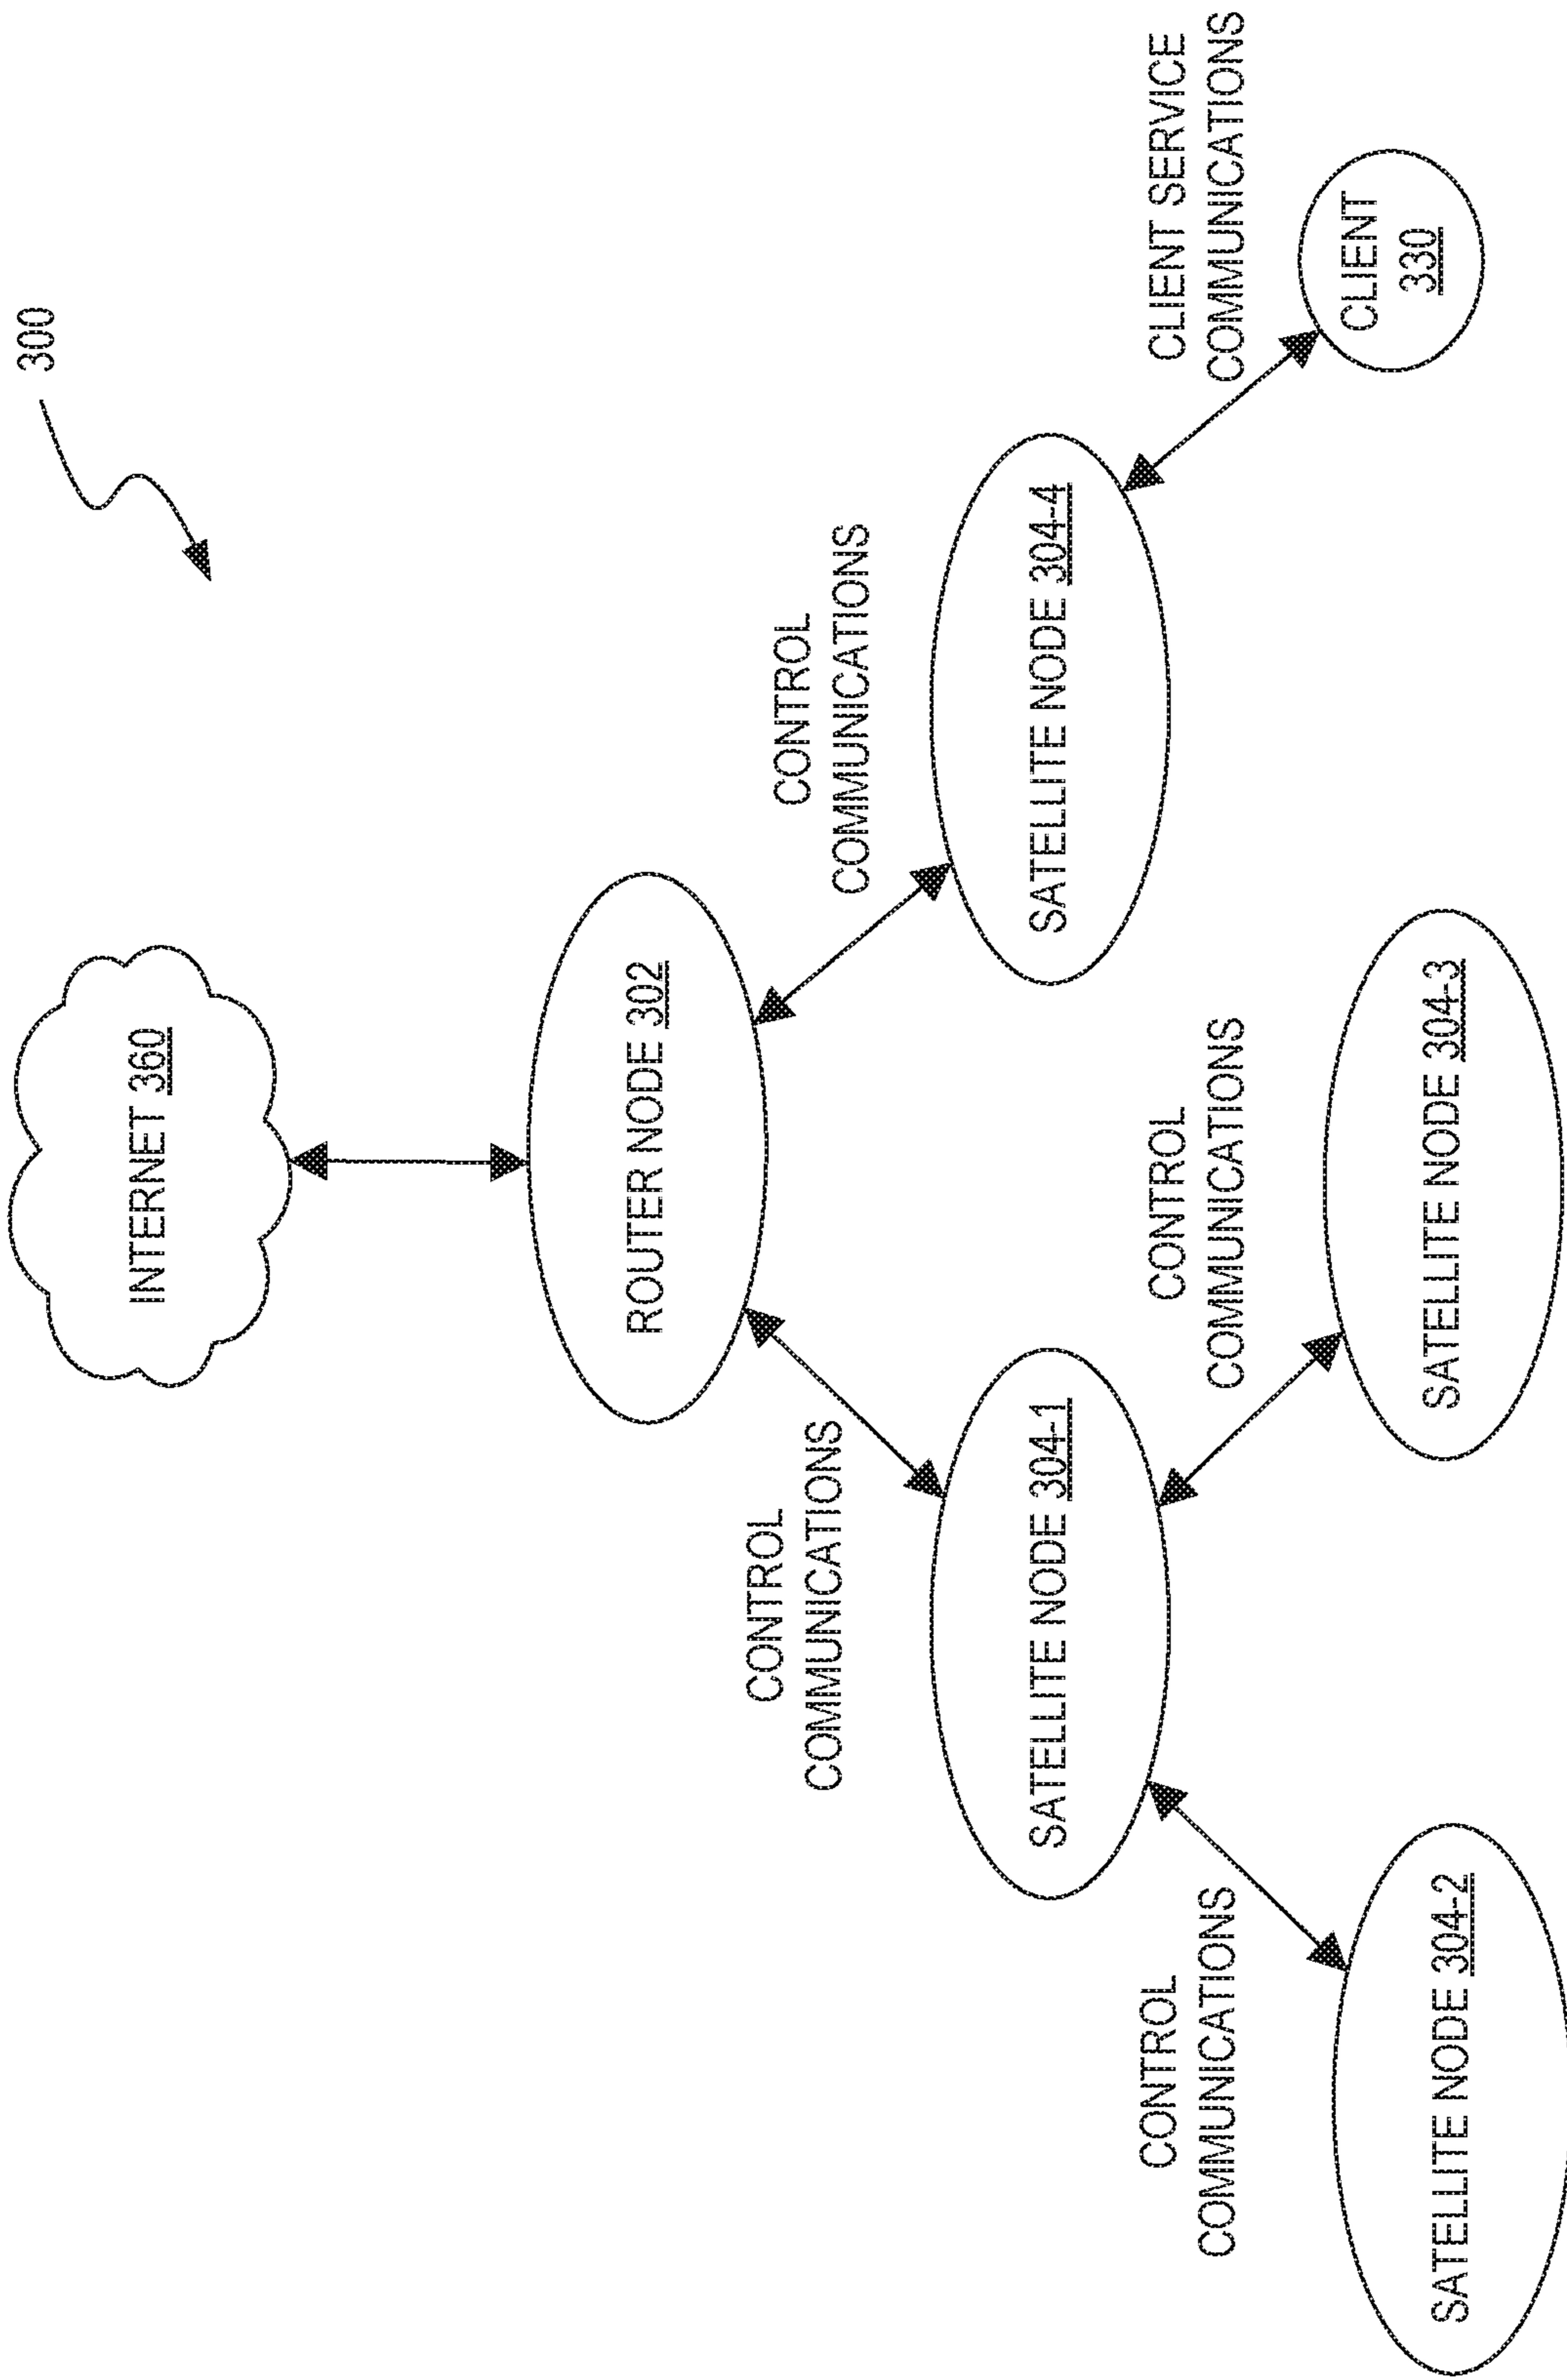 300
INTERNET 360
ROUTER NODE 302
CONTROL
COMMUNICATIONS
CONTROL
COMMUNICATIONS
SATELLITE NODE 304-1
SATELLITE NODE 304-4
CONTROL
COMMUNICATIONS
CONTROL
COMMUNICATIONS
CLIENT SERVICE
COMMUNICATIONS
SATELLITE NODE 304-2
SATELLITE NODE 304-3
CLIENT
330